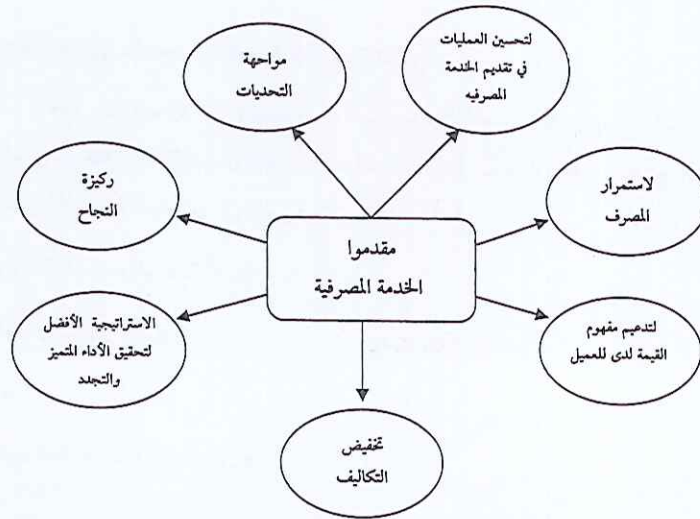 لتحسين العمليات
في تقديم الخدمة
المصرفيه
مواجهة
التحديات
ركيزة
النجاح
لاستمرار
المصرف
مقدموا
الخدمة المصرفية
الاستراتيجية الأفضل
لتحقيق الأداء المتميز
والتجدد
لتدعيم مفهوم
القيمة لدى للعميل
تخفيض
التكاليف